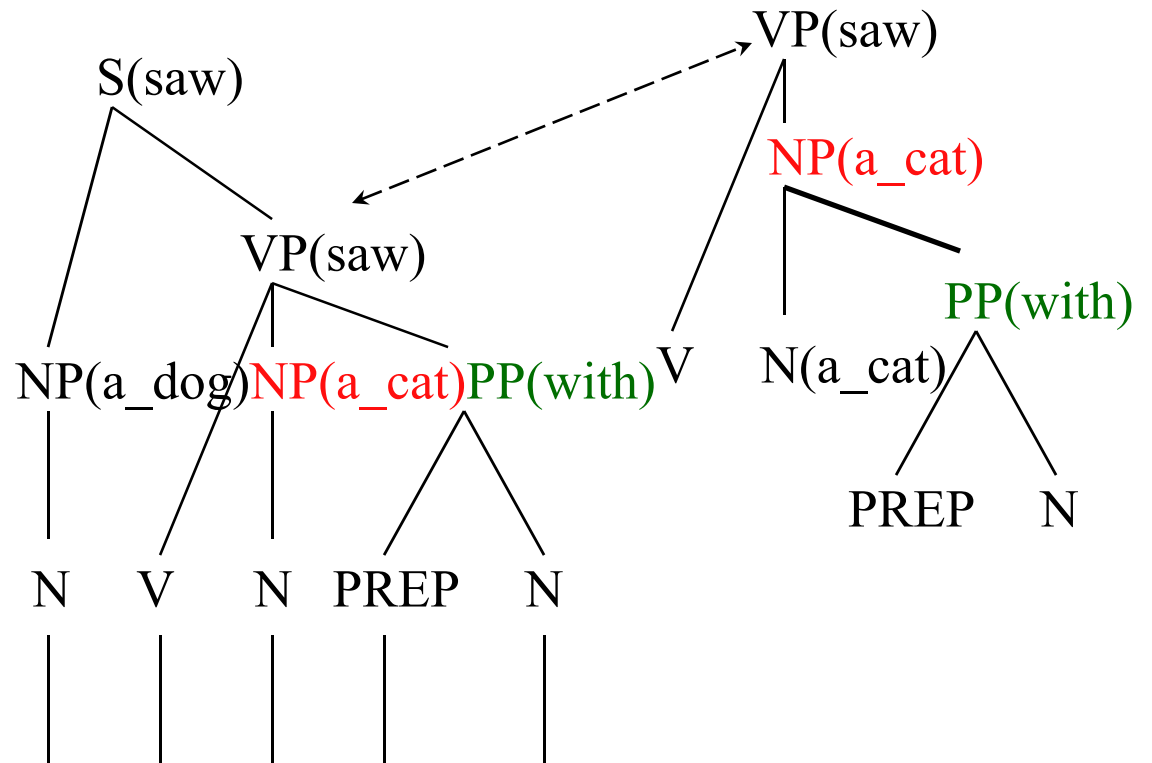 VP(saw)
S(saw)
NP(a_cat)
VP(saw)
PP(with)
NP(a_dog) NP(a_cat) PP(with) V N(a_cat)
PREP N
N V N PREP N